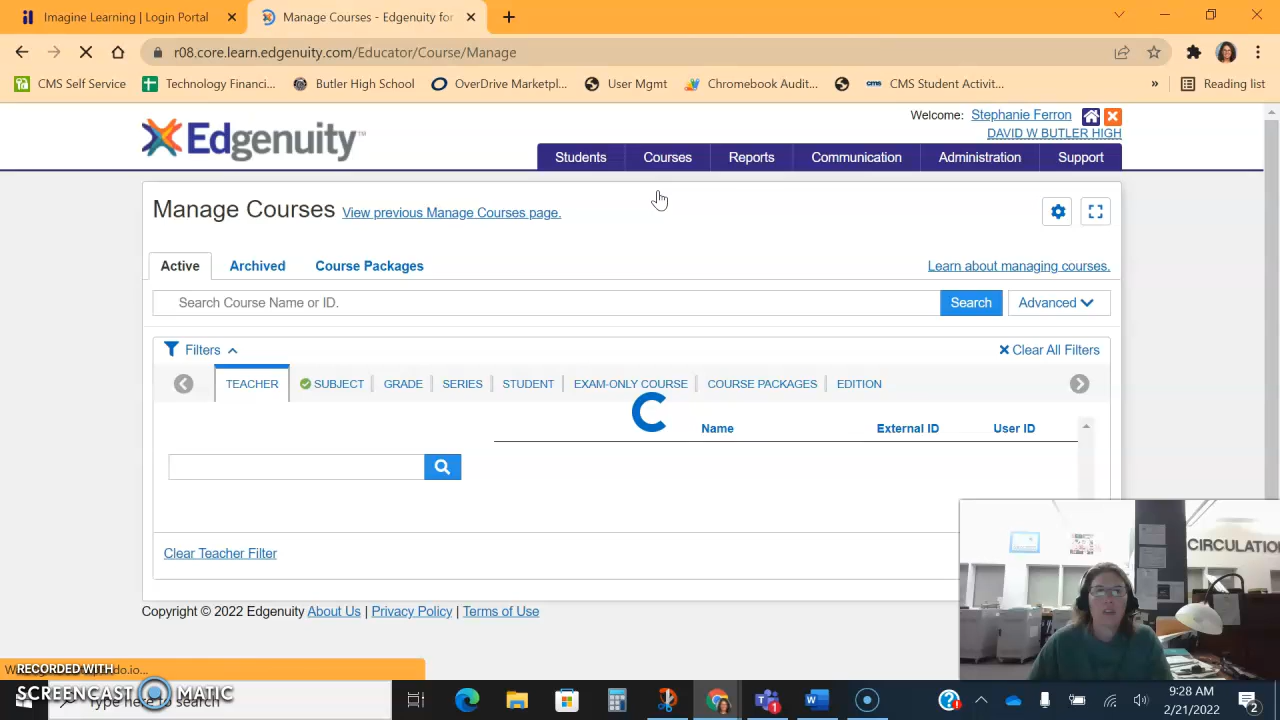 Imagine Learning | Login Portal
Manage Courses - Edgenuity for
r08.core.learn.edgenuity.com/Educator/Course/Manage
CMS Self Service
Technology Financi...
Butler High School
OverDrive Marketpl...
User Mgmt
Chromebook Audit...
cms
CMS Student Activit...
»
Reading list
Edgenuity™
Welcome: Stephanie Ferron
DAVID W BUTLER HIGH
Students Courses Reports Communication Administration Support
Manage Courses View previous Manage Courses page.
Active Archived Course Packages Learn about managing courses.
Search Course Name or ID. Search Advanced
Filters Clear All Filters
TEACHER SUBJECT GRADE SERIES STUDENT EXAM-ONLY COURSE COURSE PACKAGES EDITION
Name External ID User ID
Clear Teacher Filter
CIRCULATIO
Copyright © 2022 Edgenuity About Us | Privacy Policy | Terms of Use
RECORDED WITH
SCREENCAST MATIC
Type here to search
9:28 AM
2/21/2022
1
2